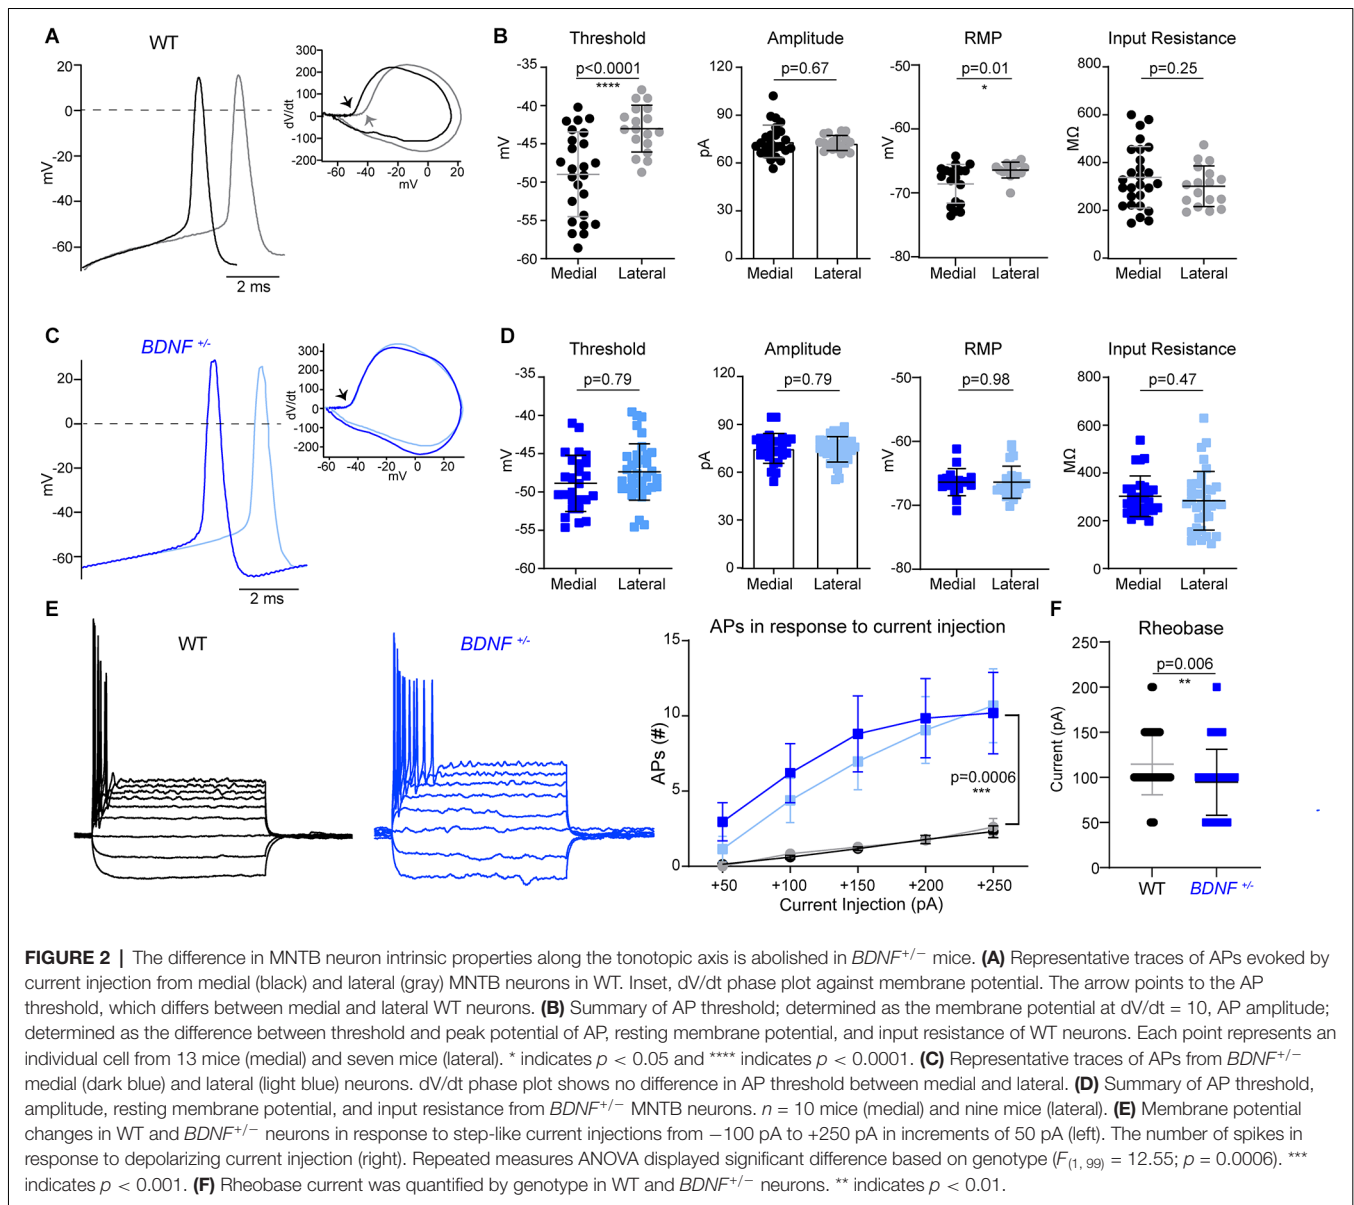 A
WT
20
0
-20
-40
-60
mV
2 ms
300
200
100
0
-100
-200
dV/dt
-60 -40 -20 0 20
mV
B
Threshold
p<0.0001
****
-35
-40
-45
-50
-55
-60
mV
Medial Lateral
Amplitude
p=0.67
120
90
60
30
0
pA
Medial Lateral
RMP
p=0.01
*
-50
-60
-70
-80
mV
Medial Lateral
Input Resistance
p=0.25
800
600
400
200
0
MΩ
Medial Lateral
C
BDNF +/-
20
0
-20
-40
-60
mV
2 ms
300
200
100
0
-100
-200
dV/dt
-60 -40 -20 0 20
mV
D
Threshold
p=0.79
-35
-40
-45
-50
-55
-60
mV
Medial Lateral
Amplitude
p=0.79
120
90
60
30
0
pA
Medial Lateral
RMP
p=0.98
-50
-60
-70
-80
mV
Medial Lateral
Input Resistance
p=0.47
800
600
400
200
0
MΩ
Medial Lateral
E
WT
BDNF +/-
APs in response to current injection
15
10
5
0
APs (#)
p=0.0006
***
+50 +100 +150 +200 +250
Current Injection (pA)
F
Rheobase
p=0.006
**
250
200
150
100
50
0
Current (pA)
WT BDNF +/-
FIGURE 2 | The difference in MNTB neuron intrinsic properties along the tonotopic axis is abolished in BDNF+/− mice. (A) Representative traces of APs evoked by
current injection from medial (black) and lateral (gray) MNTB neurons in WT. Inset, dV/dt phase plot against membrane potential. The arrow points to the AP
threshold, which differs between medial and lateral WT neurons. (B) Summary of AP threshold; determined as the membrane potential at dV/dt = 10, AP amplitude;
determined as the difference between threshold and peak potential of AP, resting membrane potential, and input resistance of WT neurons. Each point represents an
individual cell from 13 mice (medial) and seven mice (lateral). * indicates p < 0.05 and **** indicates p < 0.0001. (C) Representative traces of APs from BDNF+/−
medial (dark blue) and lateral (light blue) neurons. dV/dt phase plot shows no difference in AP threshold between medial and lateral. (D) Summary of AP threshold,
amplitude, resting membrane potential, and input resistance from BDNF+/− MNTB neurons. n = 10 mice (medial) and nine mice (lateral). (E) Membrane potential
changes in WT and BDNF+/− neurons in response to step-like current injections from −100 pA to +250 pA in increments of 50 pA (left). The number of spikes in
response to depolarizing current injection (right). Repeated measures ANOVA displayed significant difference based on genotype (F(1, 99) = 12.55; p = 0.0006). ***
indicates p < 0.001. (F) Rheobase current was quantified by genotype in WT and BDNF+/− neurons. ** indicates p < 0.01.